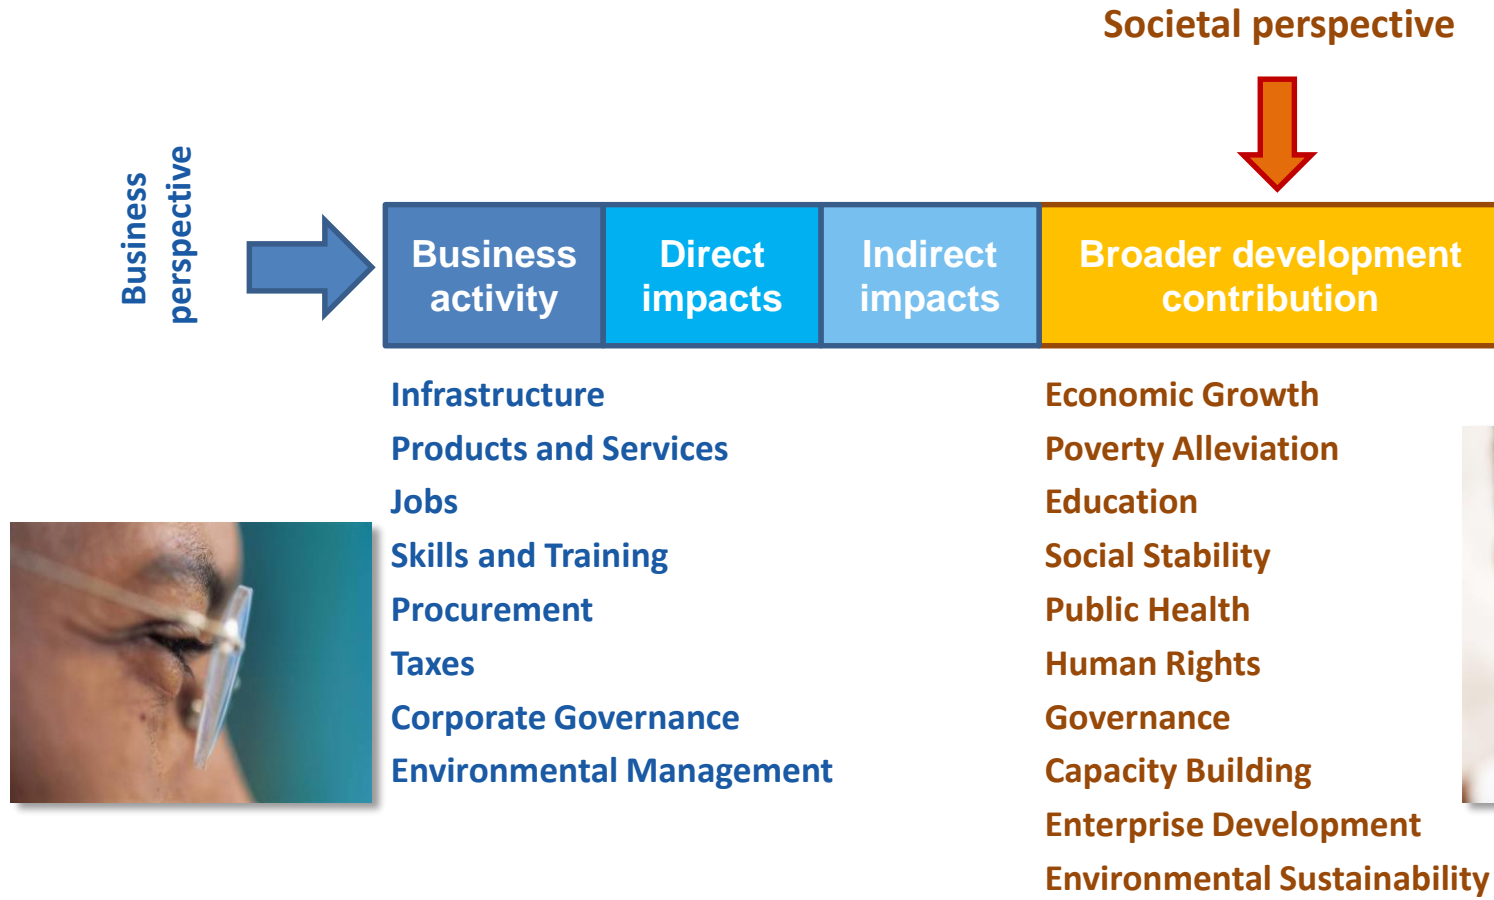 Societal perspective
Business
perspective
Business
activity
Direct
impacts
Indirect
impacts
Broader development
contribution
Infrastructure
Products and Services
Jobs
Skills and Training
Procurement
Taxes
Corporate Governance
Environmental Management
Economic Growth
Poverty Alleviation
Education
Social Stability
Public Health
Human Rights
Governance
Capacity Building
Enterprise Development
Environmental Sustainability